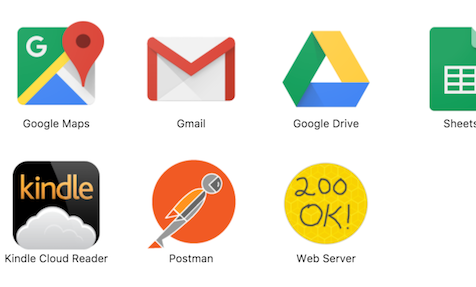 G
Google Maps
Gmail
Google Drive
Sheets
kindle
Kindle Cloud Reader
Postman
200
OK!
Web Server